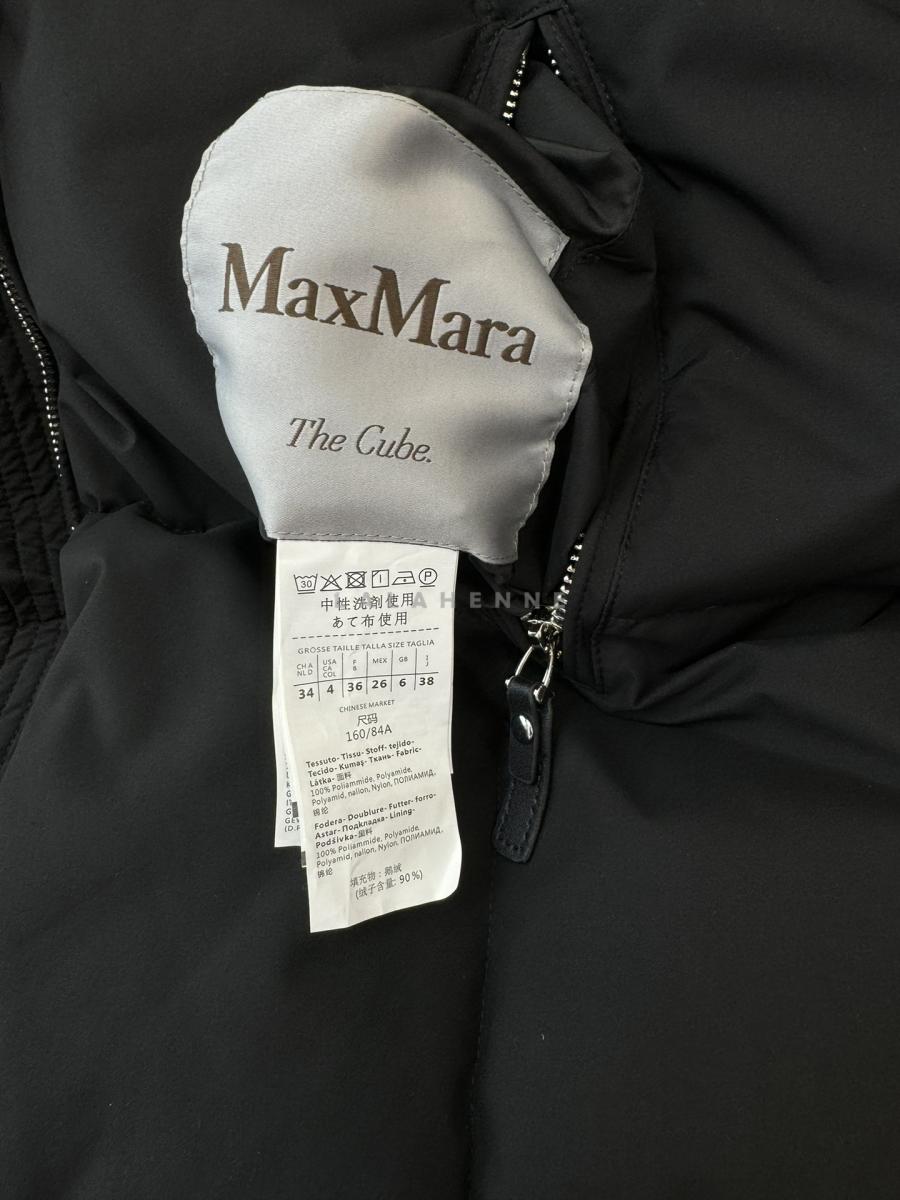 MaxMara
The Cube.
30
P
LALAHENNE
中性洗剤使用
あて布使用
GRÖSSE TAILLE TALLA SIZE TAGLIA
CH A NL D USA CA COL F B MEX GB I J
34 4 36 26 6 38
CHINESE MARKET
尺码
160/84A
Tessuto- Tissu- Stoff- tejido-
Tecido- Kumaş- Ткань- Fabric-
Látka- 面料
100% Poliammide, Polyamide,
Polyamid, nailon, Nylon, ПОЛИАМИД,
锦纶
Fodera- Doublure- Futter- forro-
Astar- Подкладка- Lining-
Podšívka- 里料
100% Poliammide, Polyamide,
Polyamid, nailon, Nylon, ПОЛИАМИД,
锦纶
填充物：鹅绒
(绒子含量: 90%)